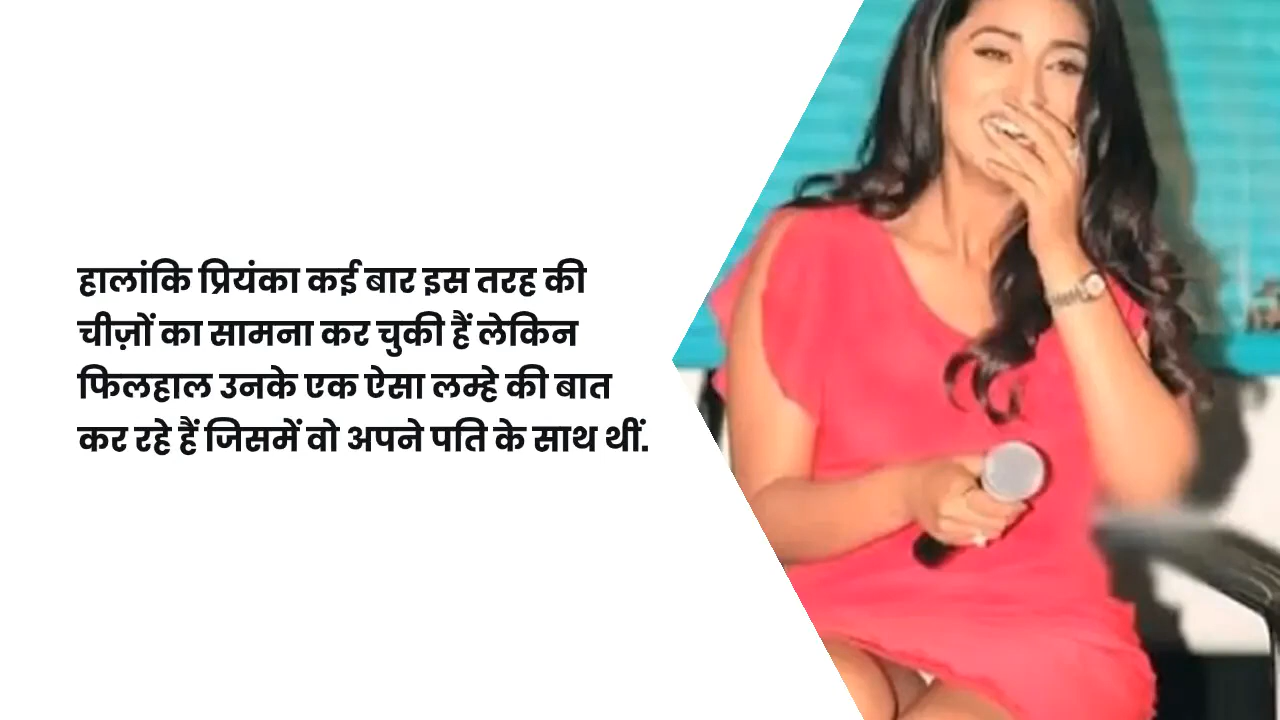 हालांकि प्रियंका कई बार इस तरह की
चीज़ों का सामना कर चुकी हैं लेकिन
फिलहाल उनके एक ऐसा लम्हे की बात
कर रहे हैं जिसमें वो अपने पति के साथ थीं.